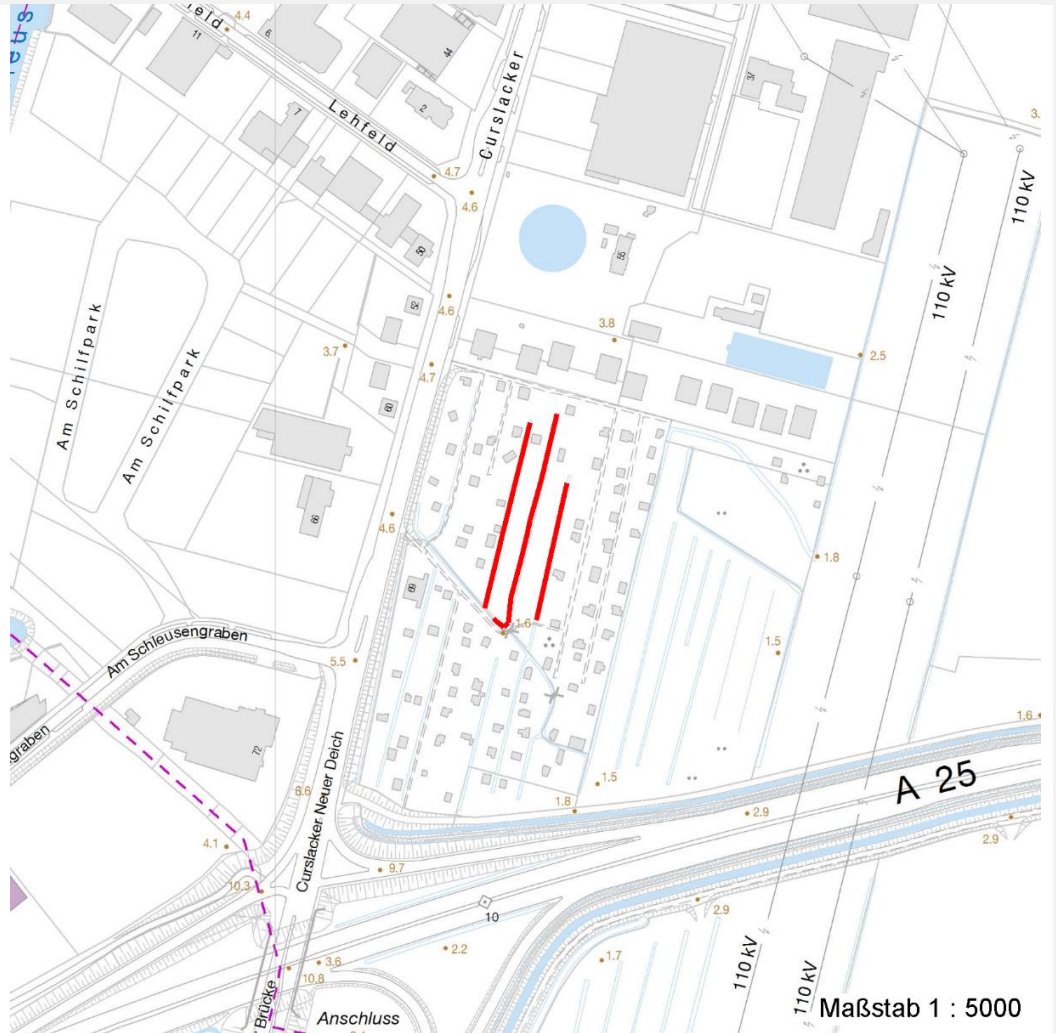 4.4
11
6
44
37
Lehfeld
Curslacker
7
2
4.7
4.6
110 kV
110 kV
50
55
52
4.6
3.8
3.7
4.7
2.5
Am Schilfpark
Am Schilfpark
60
66
4.6
1.8
69
1.6
1.5
5.5
Am Schleusengraben
graben
72
Curslacker Neuer Deich
1.6
A 25
1.5
1.8
2.9
2.9
4.1
9.7
10.3
10
2.9
2.2
3.6
1.7
10.8
110 kV
110 kV
Brücke
Anschluss
Maßstab 1 : 5000